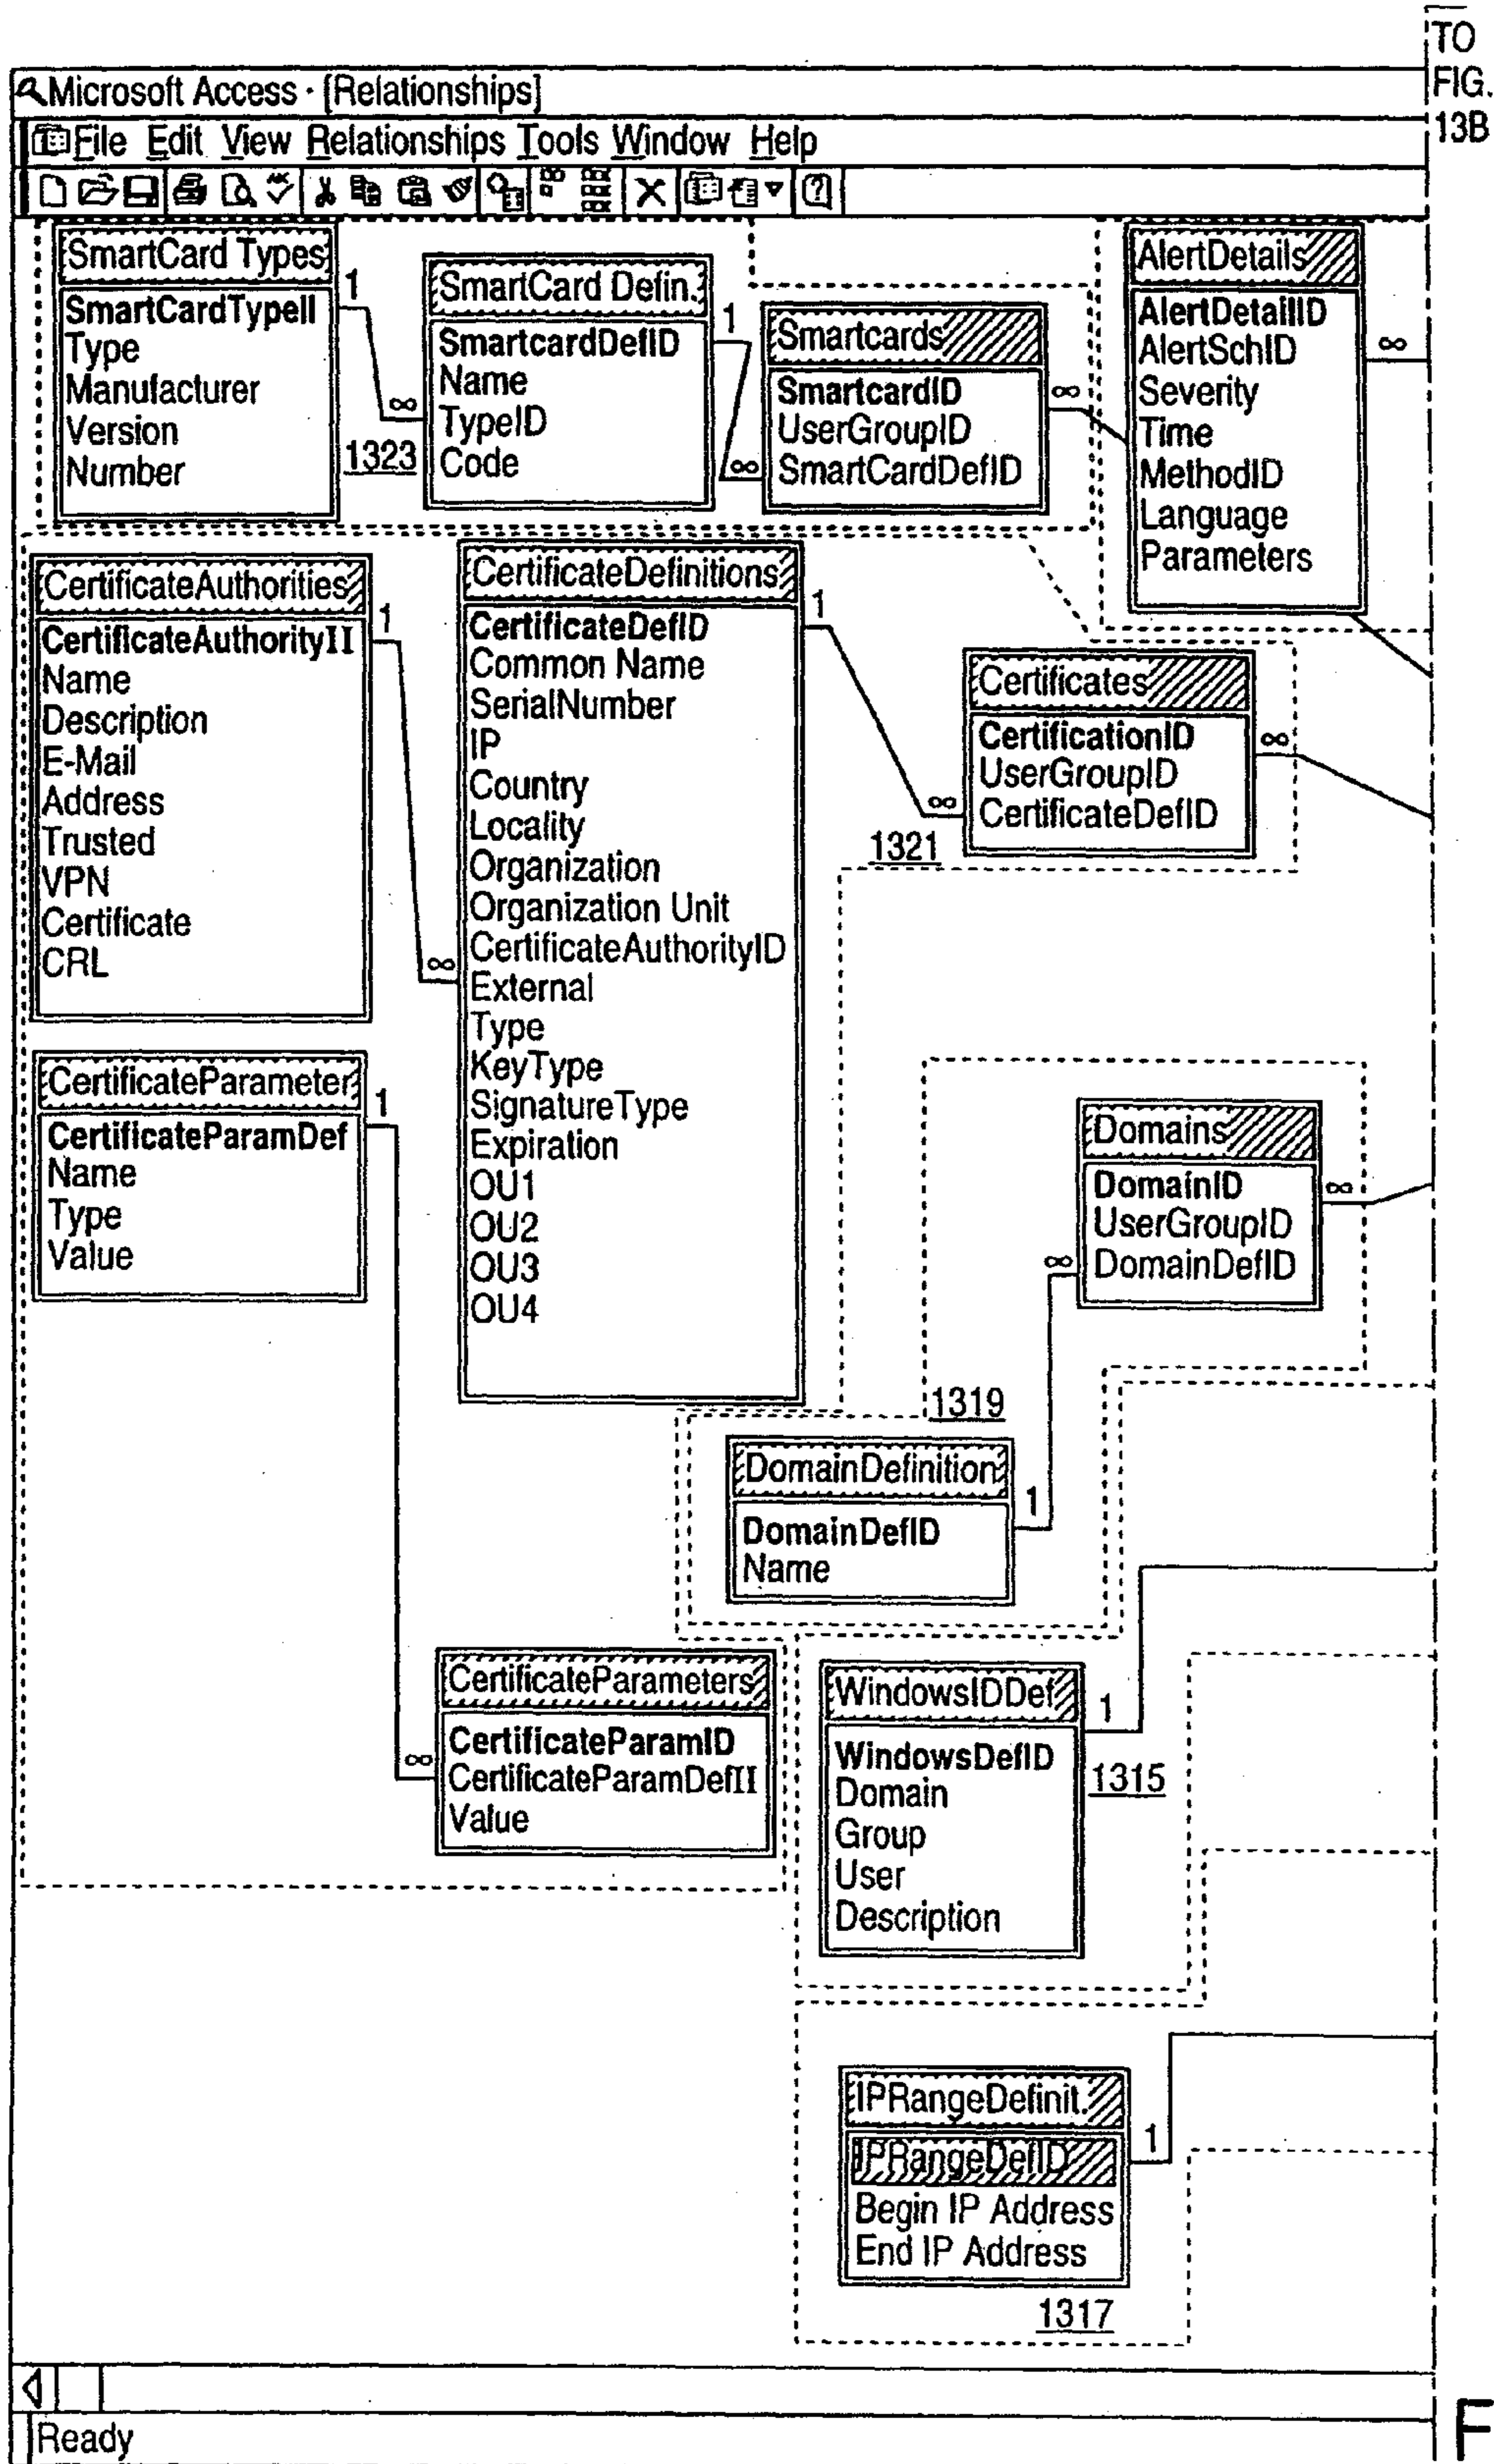 TO
FIG.
13B
Microsoft Access · [Relationships]
File Edit View Relationships Tools Window Help
SmartCard Types
SmartCardTypeII
Type
Manufacturer
Version
Number
1
∞
1323
SmartCard Defin.
SmartcardDefID
Name
TypeID
Code
1
∞
Smartcards
SmartcardID
UserGroupID
SmartCardDefID
∞
AlertDetails
AlertDetailID
AlertSchID
Severity
Time
MethodID
Language
Parameters
∞
CertificateAuthorities
CertificateAuthorityII
Name
Description
E-Mail
Address
Trusted
VPN
Certificate
CRL
1
∞
CertificateDefinitions
CertificateDefID
Common Name
SerialNumber
IP
Country
Locality
Organization
Organization Unit
CertificateAuthorityID
External
Type
KeyType
SignatureType
Expiration
OU1
OU2
OU3
OU4
1
∞
1321
Certificates
CertificationID
UserGroupID
CertificateDefID
∞
CertificateParameter
CertificateParamDef
Name
Type
Value
1
∞
Domains
DomainID
UserGroupID
DomainDefID
∞
∞
1319
DomainDefinition
DomainDefID
Name
1
CertificateParameters
CertificateParamID
CertificateParamDefII
Value
WindowsIDDef
WindowsDefID
Domain
Group
User
Description
1
1315
IPRangeDefinit.
IPRangeDefID
Begin IP Address
End IP Address
1
1317
Ready
F